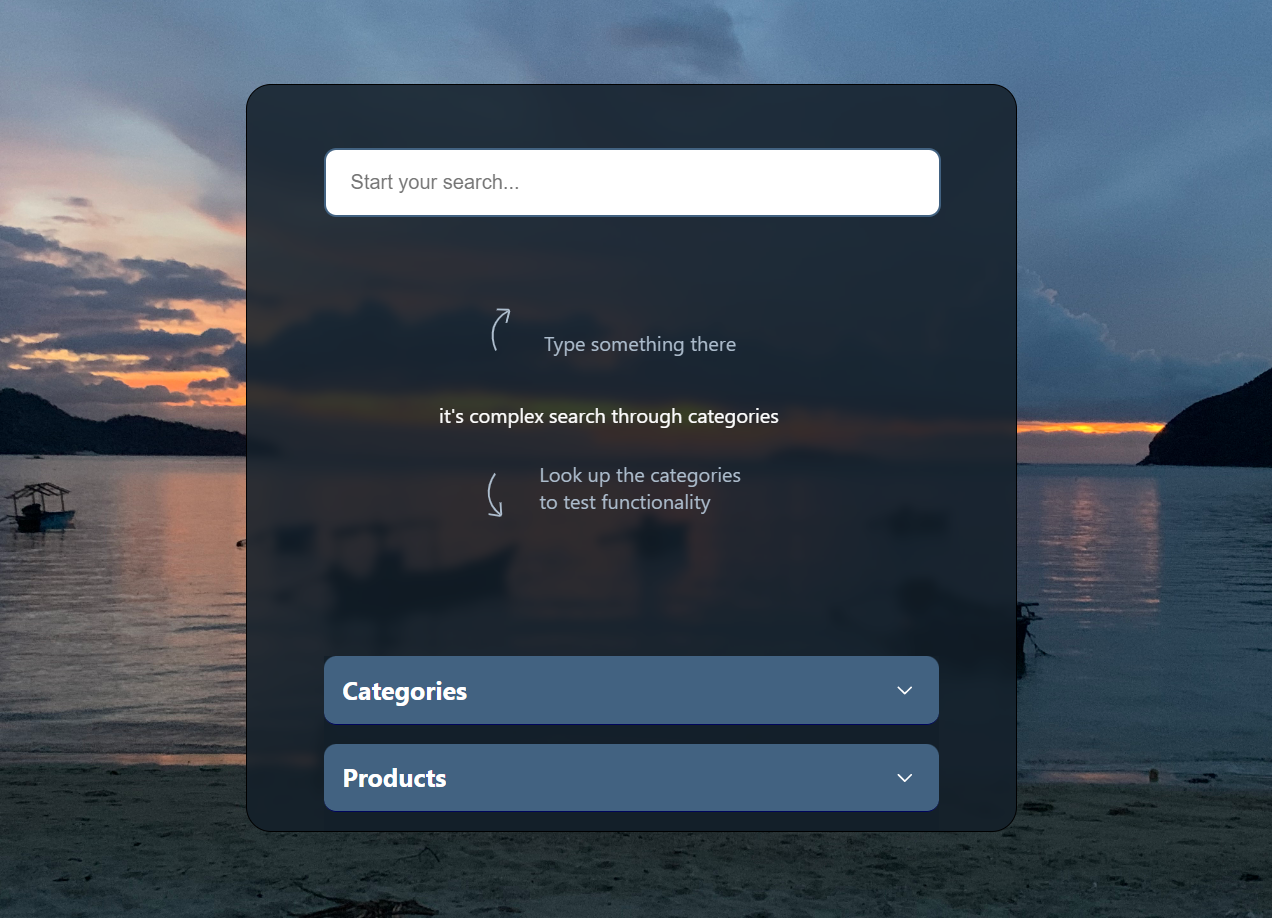 Start your search...
Type something there
it's complex search through categories
Look up the categories
to test functionality
Categories
Products